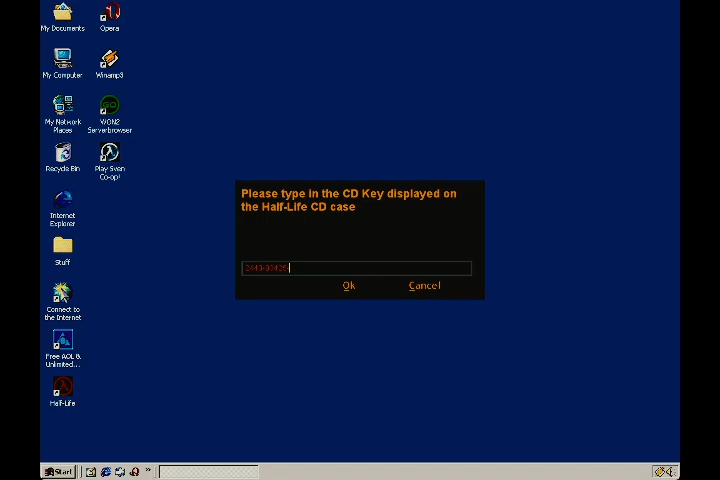 My Documents
Opera
My Computer
Winamp3
My Network
Places
WON2
Serverbrowser
Recycle Bin
Play Sven
Co-op!
Internet
Explorer
Stuff
Connect to
the Internet
Free AOL &
Unlimited...
Half-Life
Please type in the CD Key displayed on
the Half-Life CD case
Ok
Cancel
Start